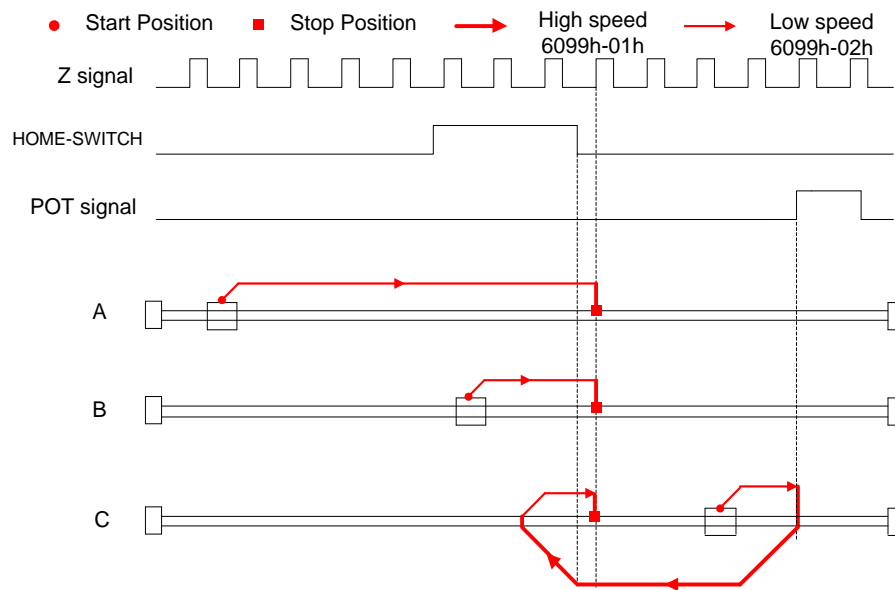 Start Position
Stop Position
High speed
6099h-01h
Low speed
6099h-02h
Z signal
HOME-SWITCH
POT signal
A
B
C